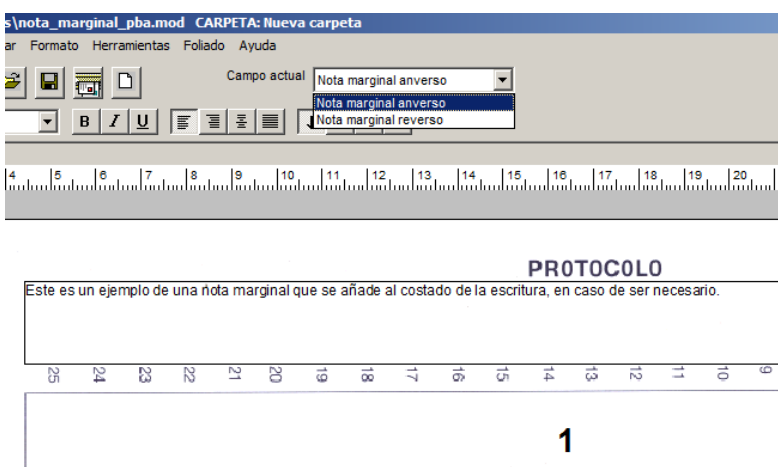 s\nota_marginal_pba.mod CARPETA: Nueva carpeta
ar Formato Herramientas Foliado Ayuda
Campo actual Nota marginal anverso
Nota marginal anverso
Nota marginal reverso
B I U
4 5 6 7 8 9 10 11 12 13 14 15 16 17 18 19 20
PR0TOC0L0
Este es un ejemplo de una nota marginal que se añade al costado de la escritura, en caso de ser necesario.
25 24 23 22 21 20 19 18 17 16 15 14 13 12 11 10 9
1